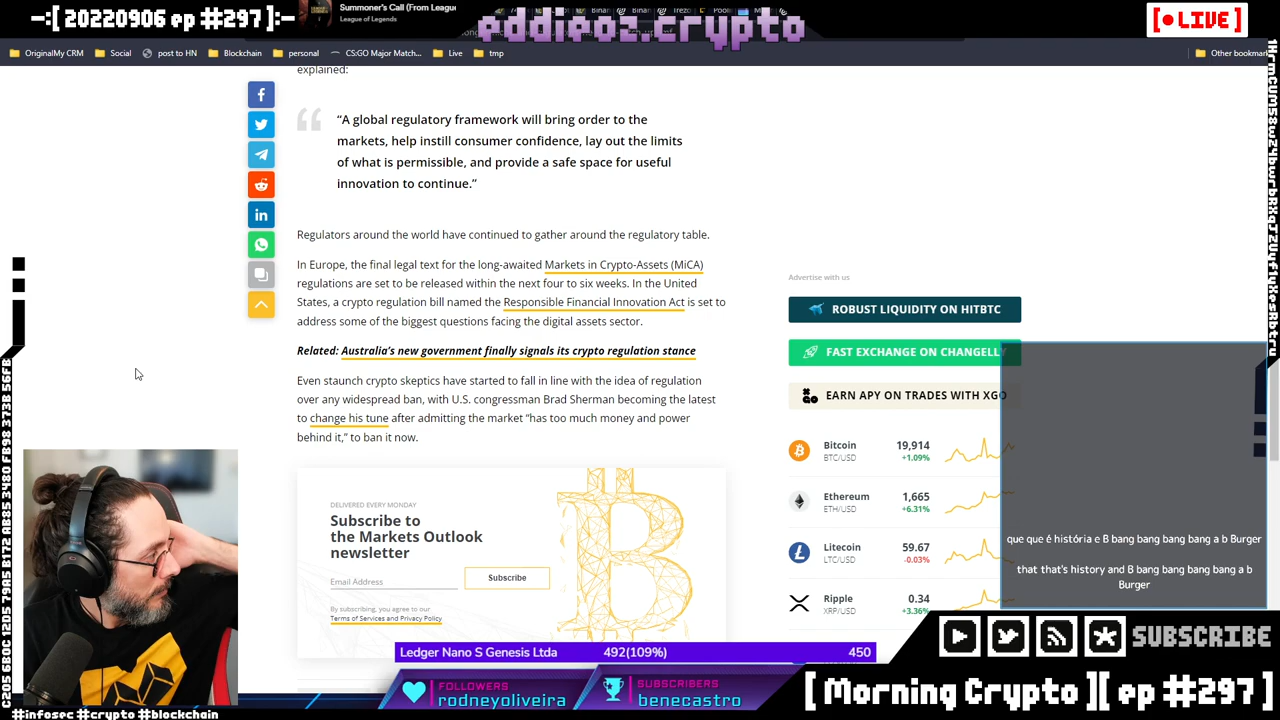 -:[ 20220906 ep #297 ]:-
Summoner's Call (From League
League of Legends
eddieoz.crypto
[● LIVE ]
OriginalMy CRM
Social
post to HN
Blockchain
personal
CS:GO Major Match...
Live
tmp
Other bookmar
explained:
“A global regulatory framework will bring order to the
markets, help instill consumer confidence, lay out the limits
of what is permissible, and provide a safe space for useful
innovation to continue.”
Regulators around the world have continued to gather around the regulatory table.
In Europe, the final legal text for the long-awaited Markets in Crypto-Assets (MiCA)
regulations are set to be released within the next four to six weeks. In the United
States, a crypto regulation bill named the Responsible Financial Innovation Act is set to
address some of the biggest questions facing the digital assets sector.
Related: Australia’s new government finally signals its crypto regulation stance
Even staunch crypto skeptics have started to fall in line with the idea of regulation
over any widespread ban, with U.S. congressman Brad Sherman becoming the latest
to change his tune after admitting the market “has too much money and power
behind it,” to ban it now.
DELIVERED EVERY MONDAY
Subscribe to
the Markets Outlook
newsletter
Email Address
Subscribe
By subscribing, you agree to our
Terms of Services and Privacy Policy
Advertise with us
ROBUST LIQUIDITY ON HITBTC
FAST EXCHANGE ON CHANGELLY
EARN APY ON TRADES WITH XGO
Bitcoin 19,914
BTC/USD +1.09%
Ethereum 1,665
ETH/USD +6.31%
Litecoin 59.67
LTC/USD -0.03%
Ripple 0.34
XRP/USD +3.36%
que que é história e B bang bang bang bang a b Burger
that that's history and B bang bang bang bang a b
Burger
Ledger Nano S Genesis Ltda 492(109%) 450
FOLLOWERS
rodneyoliveira
SUBSCRIBERS
benecastro
SUBSCRIBE
[ Morning Crypto ][ ep #297 ]
#infosec #crypto #blockchain